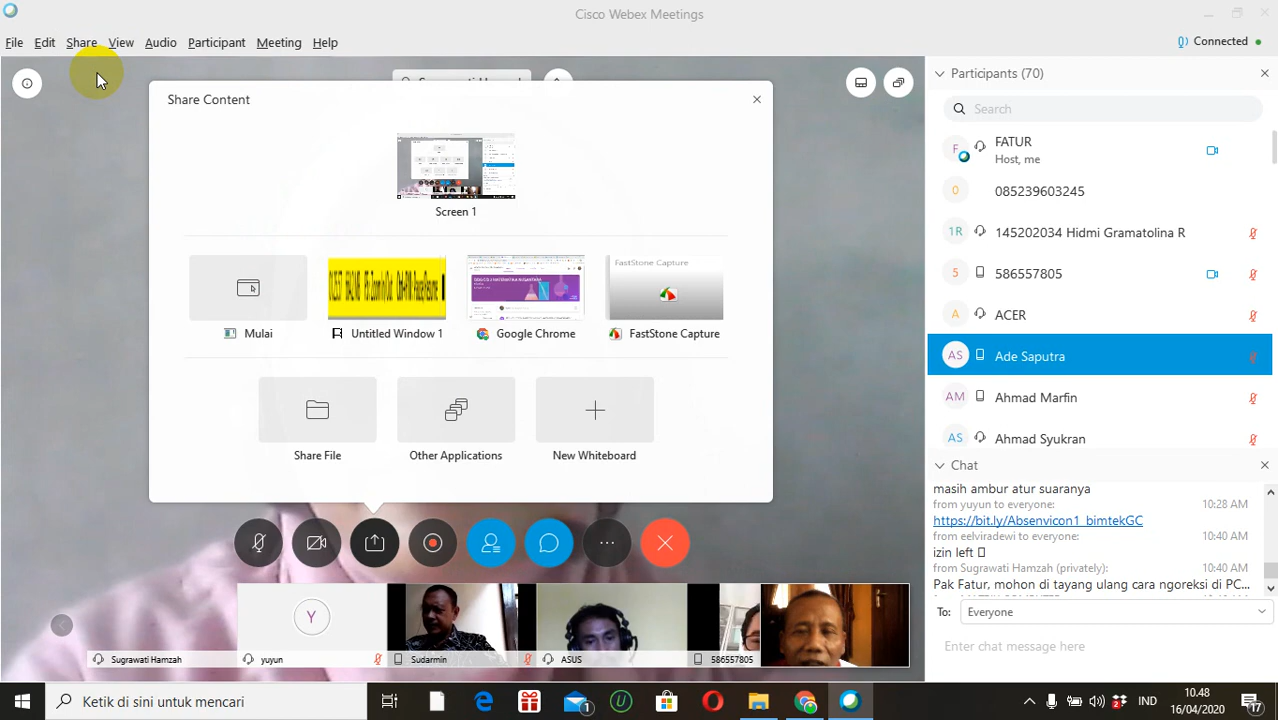 Cisco Webex Meetings
File Edit Share View Audio Participant Meeting Help
Connected
Share Content
Screen 1
Mulai
Untitled Window 1
FastStone Capture
Google Chrome
FastStone Capture
Share File
Other Applications
New Whiteboard
Sugrawati Hamzah
Y
yuyun
Sudarmin
ASUS
586557805
Participants (70)
Search
F
FATUR
Host, me
0
085239603245
1R
145202034 Hidmi Gramatolina R
S
586557805
ACER
AS
Ade Saputra
AM
Ahmad Marfin
AS
Ahmad Syukran
Chat
masih ambur atur suaranya
from yuyun to everyone: 10:28 AM
https://bit.ly/Absenvicon1_bimtekGC
from eelviradewi to everyone: 10:40 AM
izin left
from Sugrawati Hamzah (privately): 10:40 AM
Pak Fatur, mohon di tayang ulang cara ngoreksi di PC...
To: Everyone
Enter chat message here
Ketik di sini untuk mencari
1
IND
10.48
16/04/2020
17